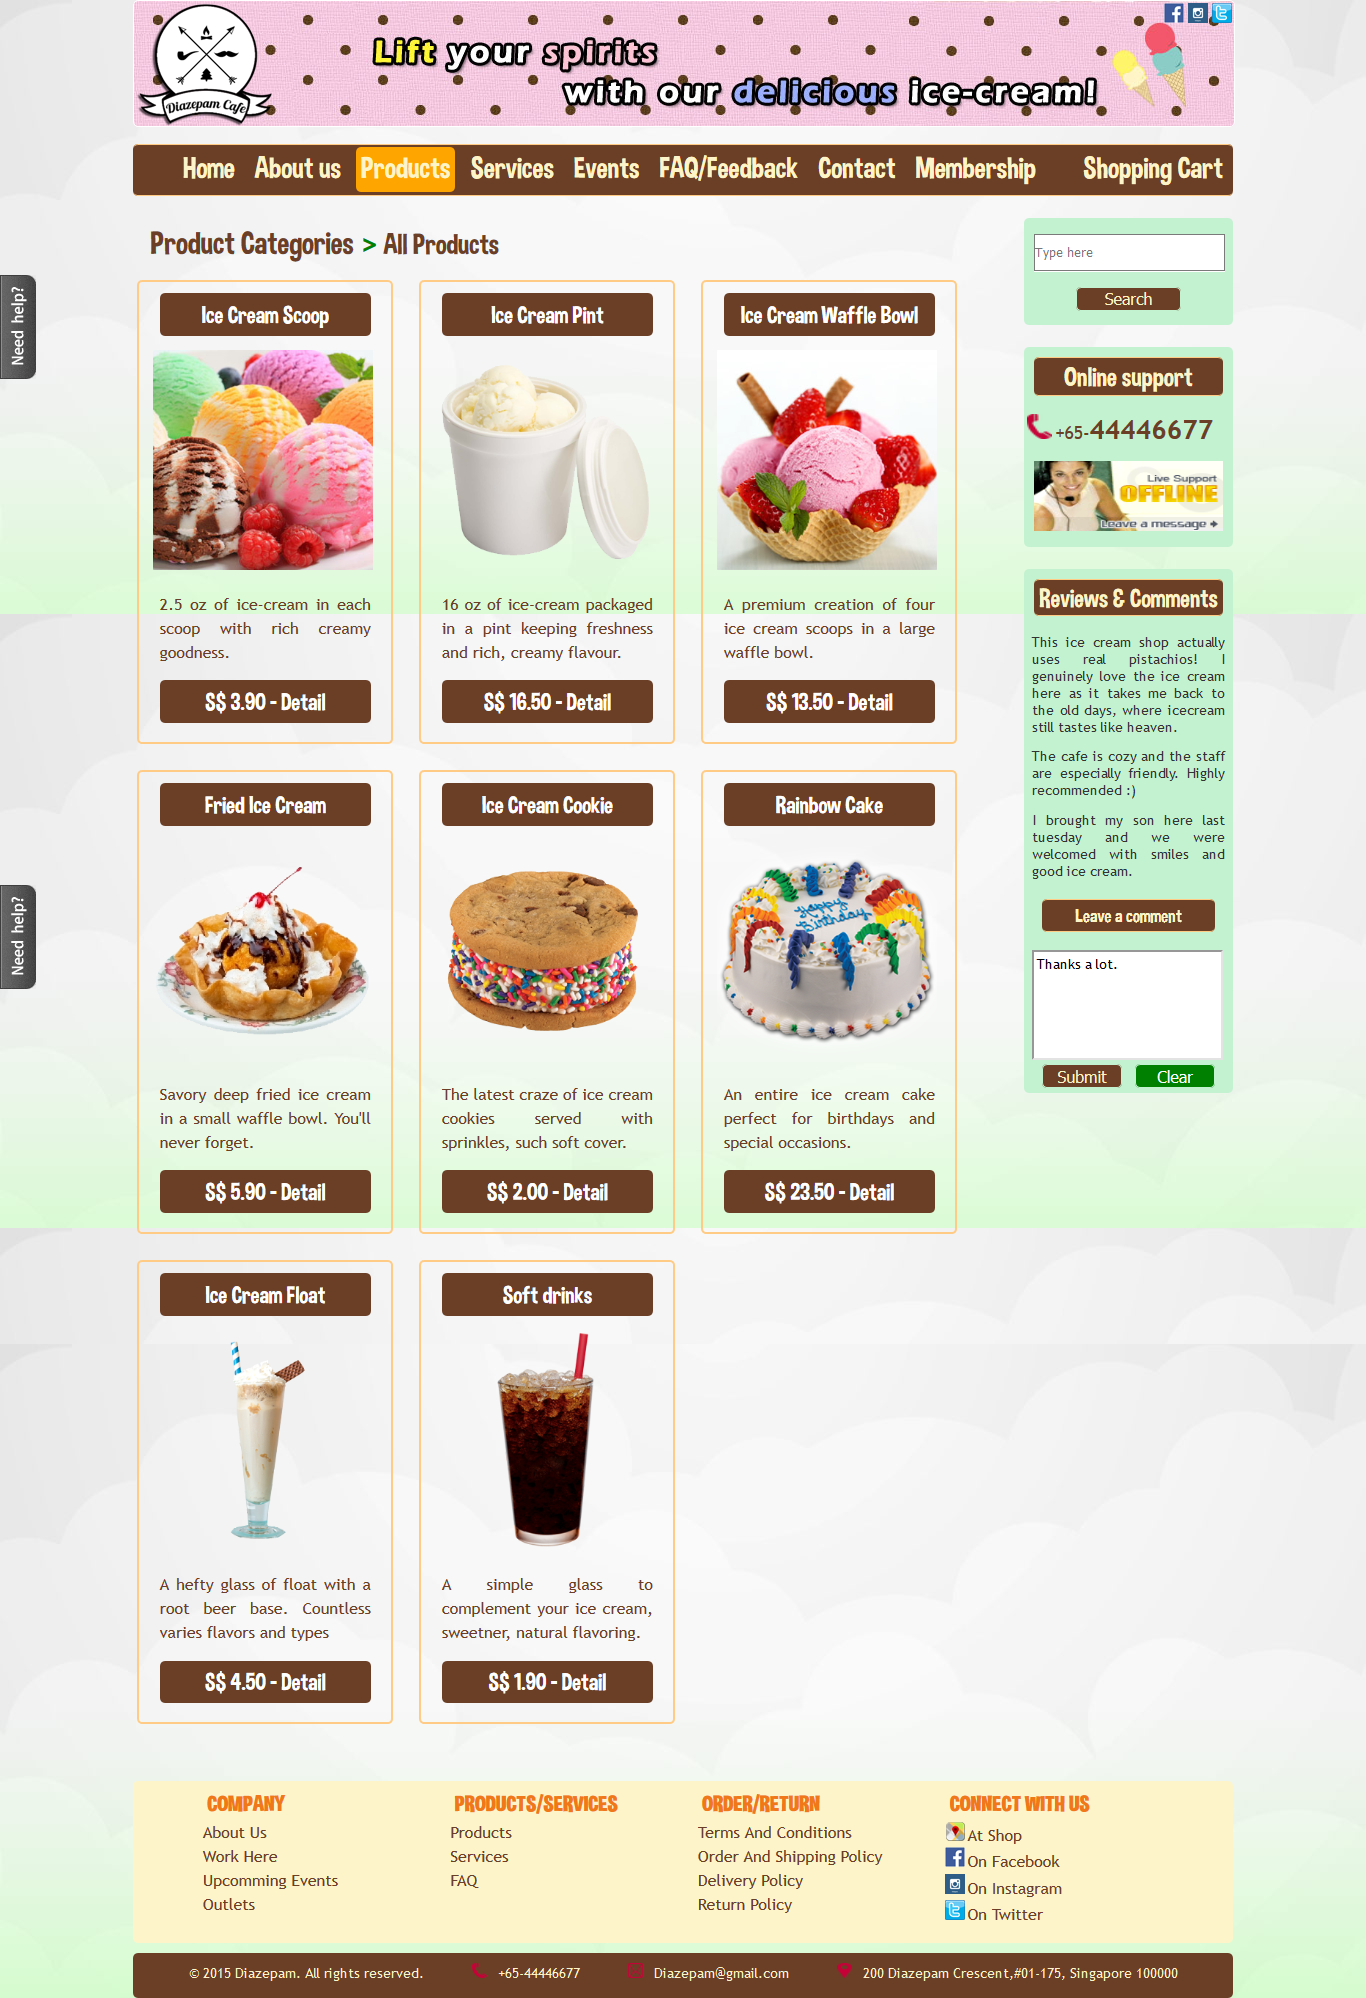 Diazepam Cafe
Lift your spirits
with our delicious ice-cream!
Home About us Products Services Events FAQ/Feedback Contact Membership Shopping Cart
Product Categories > All Products
Need help?
Need help?
Ice Cream Scoop
2.5 oz of ice-cream in each
scoop with rich creamy
goodness.
S$ 3.90 - Detail
Ice Cream Pint
16 oz of ice-cream packaged
in a pint keeping freshness
and rich, creamy flavour.
S$ 16.50 - Detail
Ice Cream Waffle Bowl
A premium creation of four
ice cream scoops in a large
waffle bowl.
S$ 13.50 - Detail
Fried Ice Cream
Savory deep fried ice cream
in a small waffle bowl. You'll
never forget.
S$ 5.90 - Detail
Ice Cream Cookie
The latest craze of ice cream
cookies served with
sprinkles, such soft cover.
S$ 2.00 - Detail
Rainbow Cake
Happy
Birthday
An entire ice cream cake
perfect for birthdays and
special occasions.
S$ 23.50 - Detail
Ice Cream Float
A hefty glass of float with a
root beer base. Countless
varies flavors and types
S$ 4.50 - Detail
Soft drinks
A simple glass to
complement your ice cream,
sweetner, natural flavoring.
S$ 1.90 - Detail
Type here
Search
Online support
+65-44446677
Live Support
OFFLINE
Leave a message
Reviews & Comments
This ice cream shop actually
uses real pistachios! I
genuinely love the ice cream
here as it takes me back to
the old days, where icecream
still tastes like heaven.
The cafe is cozy and the staff
are especially friendly. Highly
recommended :)
I brought my son here last
tuesday and we were
welcomed with smiles and
good ice cream.
Leave a comment
Thanks a lot.
Submit Clear
COMPANY
About Us
Work Here
Upcomming Events
Outlets
PRODUCTS/SERVICES
Products
Services
FAQ
ORDER/RETURN
Terms And Conditions
Order And Shipping Policy
Delivery Policy
Return Policy
CONNECT WITH US
At Shop
On Facebook
On Instagram
On Twitter
© 2015 Diazepam. All rights reserved. +65-44446677 Diazepam@gmail.com 200 Diazepam Crescent,#01-175, Singapore 100000